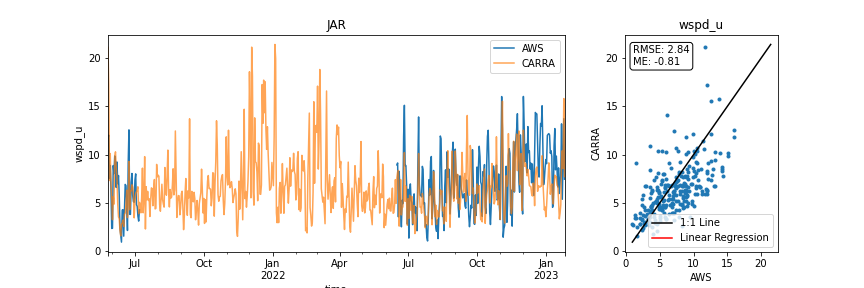 JAR
wspd_u
20
15
10
5
0
wspd_u
AWS
CARRA
Jul
Oct
Jan
2022
Apr
Jul
Oct
Jan
2023
time
20
15
10
5
0
CARRA
RMSE: 2.84
ME: -0.81
1:1 Line
Linear Regression
0
5
10
15
20
AWS